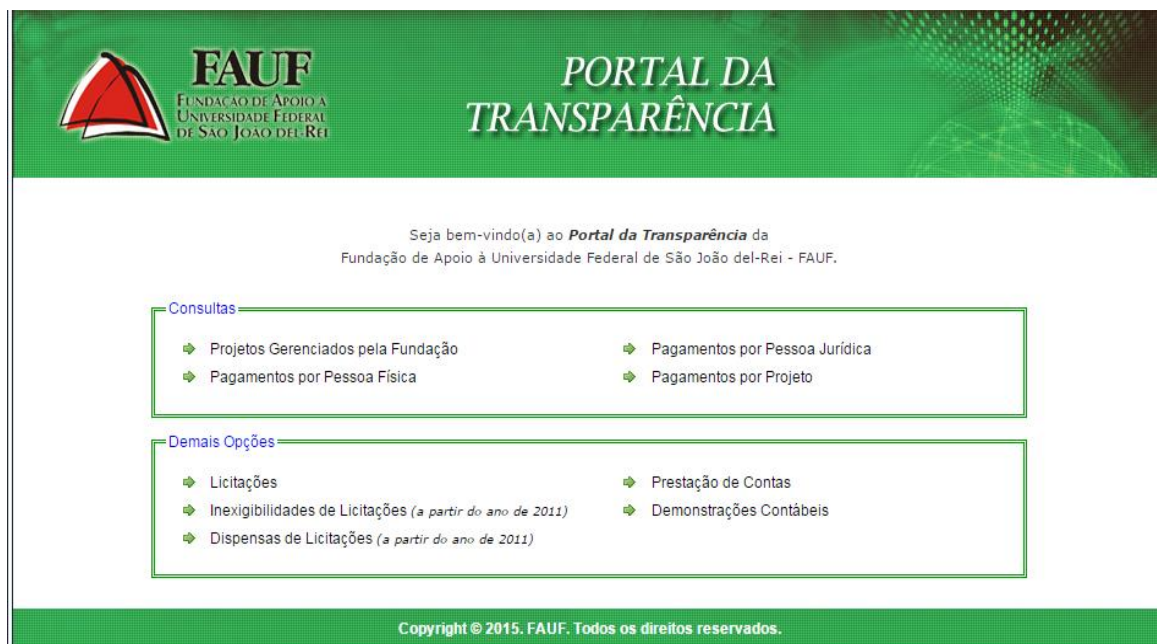 FAUF
FUNDAÇÃO DE APOIO À
UNIVERSIDADE FEDERAL
DE SÃO JOÃO DEL-REI
PORTAL DA
TRANSPARÊNCIA
Seja bem-vindo(a) ao Portal da Transparência da
Fundação de Apoio à Universidade Federal de São João del-Rei - FAUF.
Consultas
Projetos Gerenciados pela Fundação
Pagamentos por Pessoa Jurídica
Pagamentos por Pessoa Física
Pagamentos por Projeto
Demais Opções
Licitações
Prestação de Contas
Inexigibilidades de Licitações (a partir do ano de 2011)
Demonstrações Contábeis
Dispensas de Licitações (a partir do ano de 2011)
Copyright © 2015. FAUF. Todos os direitos reservados.